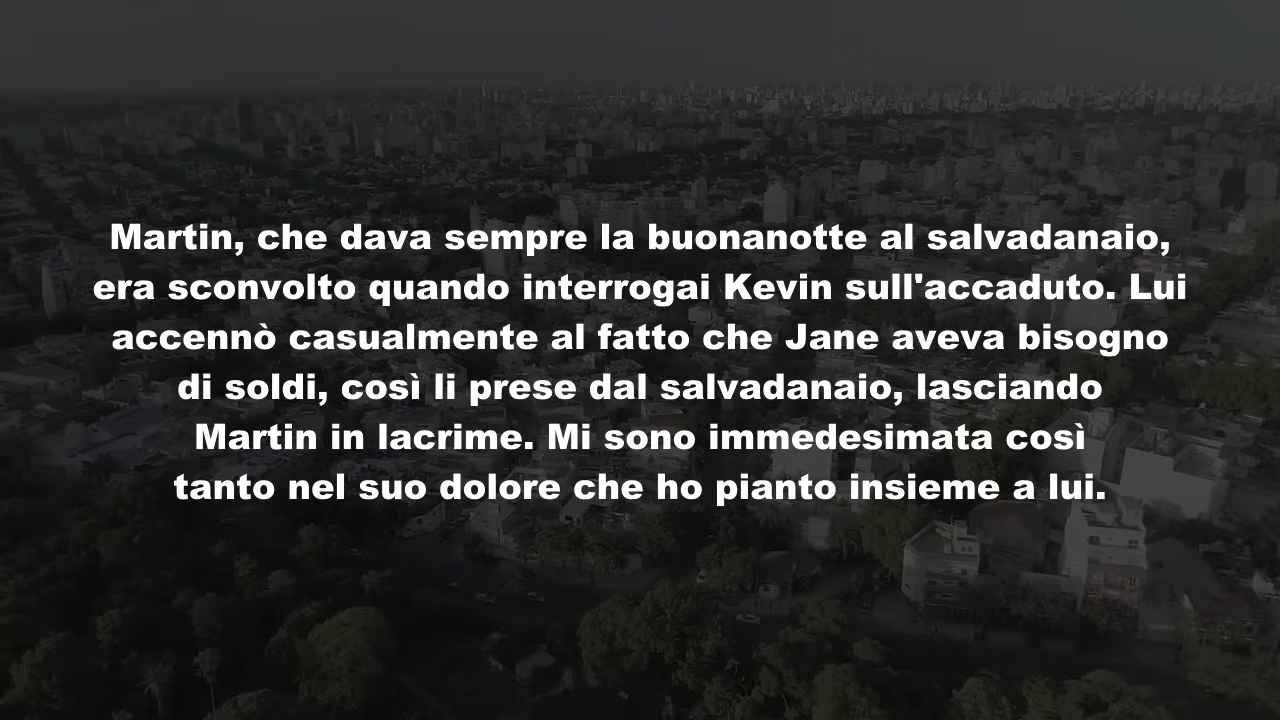 Martin, che dava sempre la buonanotte al salvadanaio,
era sconvolto quando interrogai Kevin sull'accaduto. Lui
accennò casualmente al fatto che Jane aveva bisogno
di soldi, così li prese dal salvadanaio, lasciando
Martin in lacrime. Mi sono immedesimata così
tanto nel suo dolore che ho pianto insieme a lui.